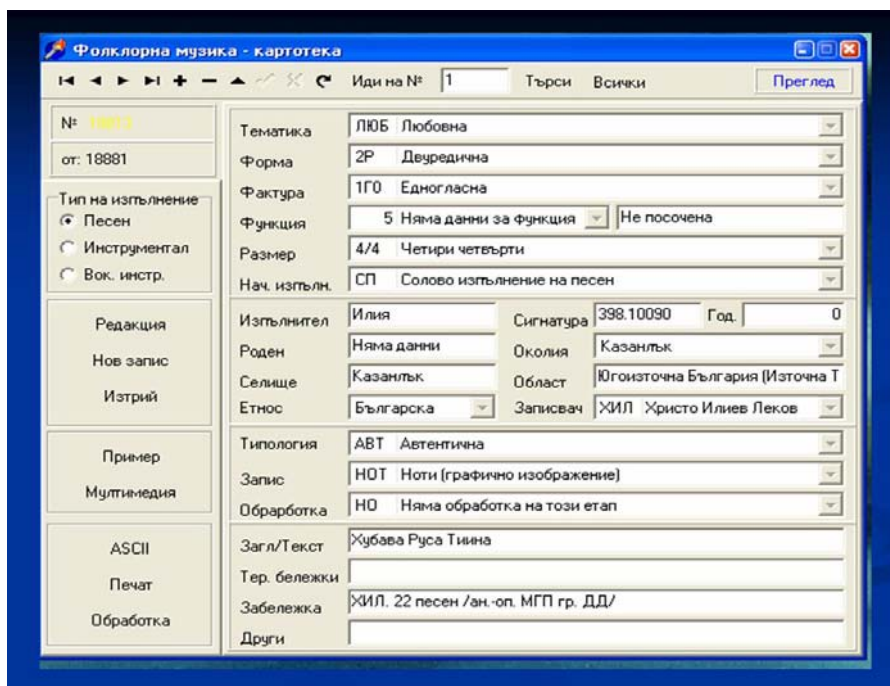 Фолклорна музика - картотека
Иди на № 1 Търси Всички Преглед
№
от: 18881
Тип на изпълнение
Песен
Инструментал
Вок. инстр.
Редакция
Нов запис
Изтрий
Пример
Мултимедия
ASCII
Печат
Обработка
Тематика ЛЮБ Любовна
Форма 2Р Двуредична
Фактура 1Г0 Едногласна
Функция 5 Няма данни за функция Не посочена
Размер 4/4 Четири четвърти
Нач. изпълн. СП Солово изпълнение на песен
Изпълнител Илия Сигнатура 398.10090 Год. 0
Роден Няма данни Околия Казанлък
Селище Казанлък Област Югоизточна България (Източна Т
Етнос Българска Записвач ХИЛ Христо Илиев Леков
Типология АВТ Автентична
Запис НОТ Ноти (графично изображение)
Обрарботка НО Няма обработка на този етап
Загл/Текст Хубава Руса Тиина
Тер. бележки
Забележка ХИЛ. 22 песен /ан.-оп. МГП гр. ДД/
Други